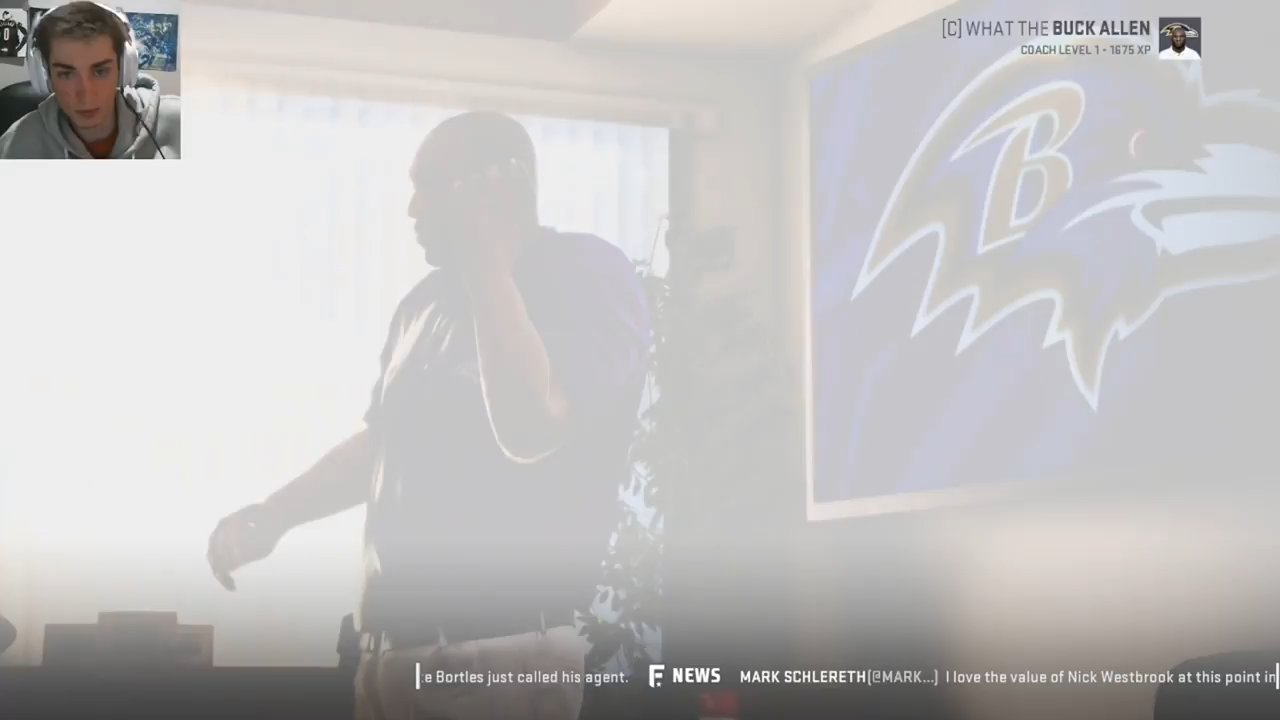 [C] WHAT THE BUCK ALLEN
COACH LEVEL 1 - 1675 XP
B
.e Bortles just called his agent. F NEWS MARK SCHLERETH(@MARK...) I love the value of Nick Westbrook at this point in